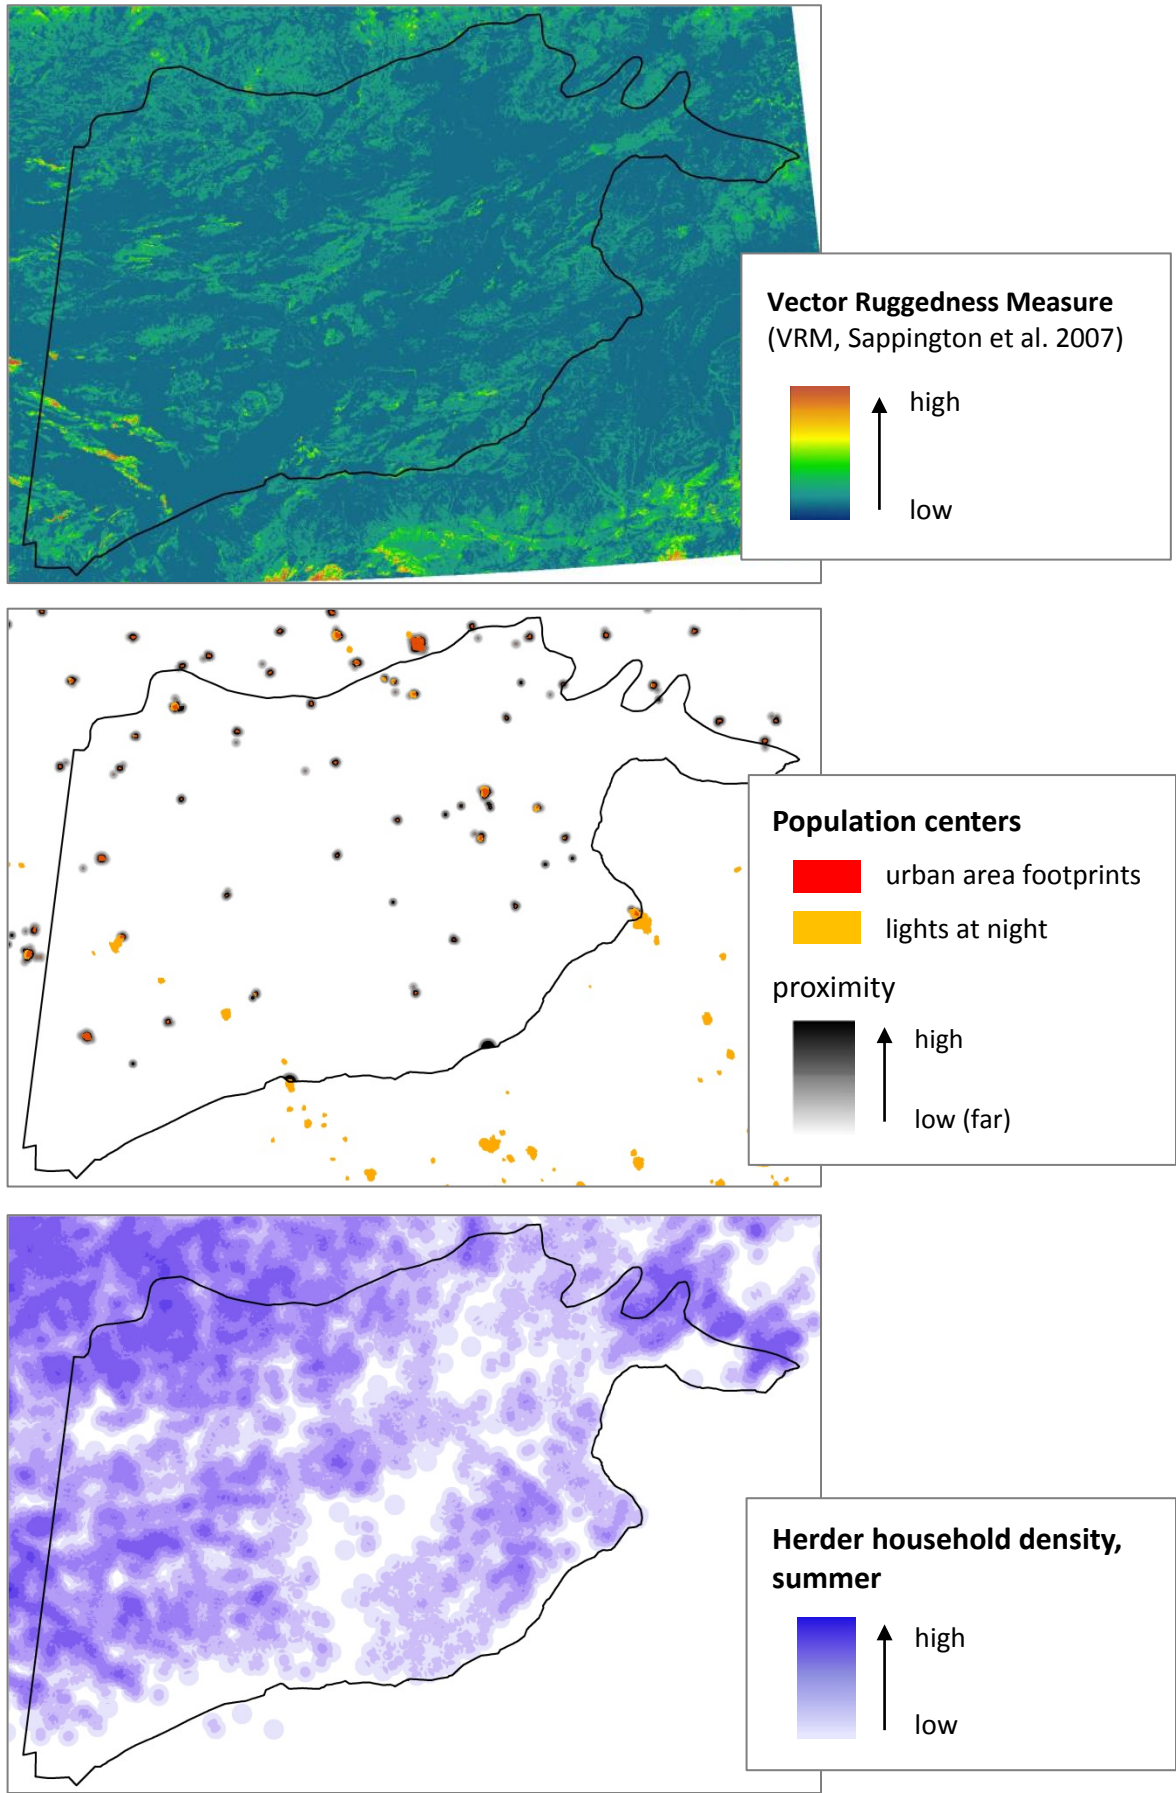 Vector Ruggedness Measure
(VRM, Sappington et al. 2007)
high
low
Population centers
urban area footprints
lights at night
proximity
high
low (far)
Herder household density,
summer
high
low